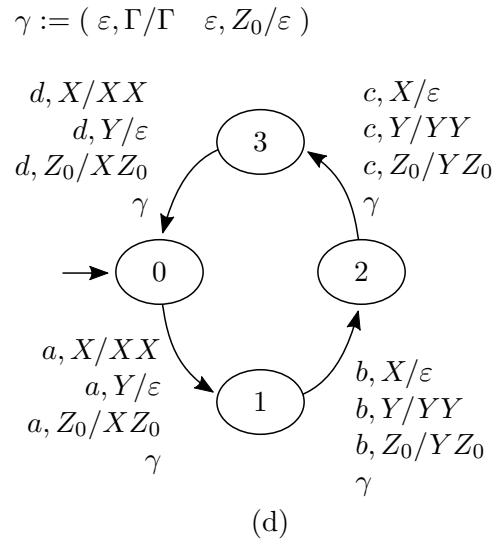 γ := ( ε, Γ/Γ ε, Z₀/ε )
d, X/XX
d, Y/ε
d, Z₀/XZ₀
γ
c, X/ε
c, Y/YY
c, Z₀/YZ₀
γ
3
0
2
1
a, X/XX
a, Y/ε
a, Z₀/XZ₀
γ
b, X/ε
b, Y/YY
b, Z₀/YZ₀
γ
(d)